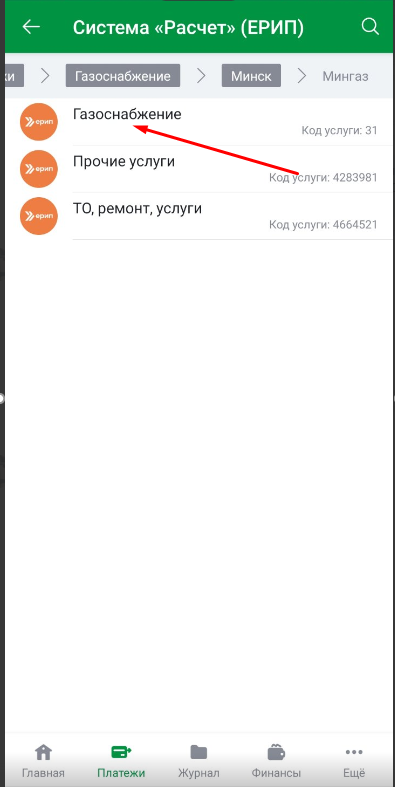 Система «Расчет» (ЕРИП)
ки > Газоснабжение > Минск > Мингаз
ерип
Газоснабжение
Код услуги: 31
ерип
Прочие услуги
Код услуги: 4283981
ерип
ТО, ремонт, услуги
Код услуги: 4664521
Главная Платежи Журнал Финансы Ещё